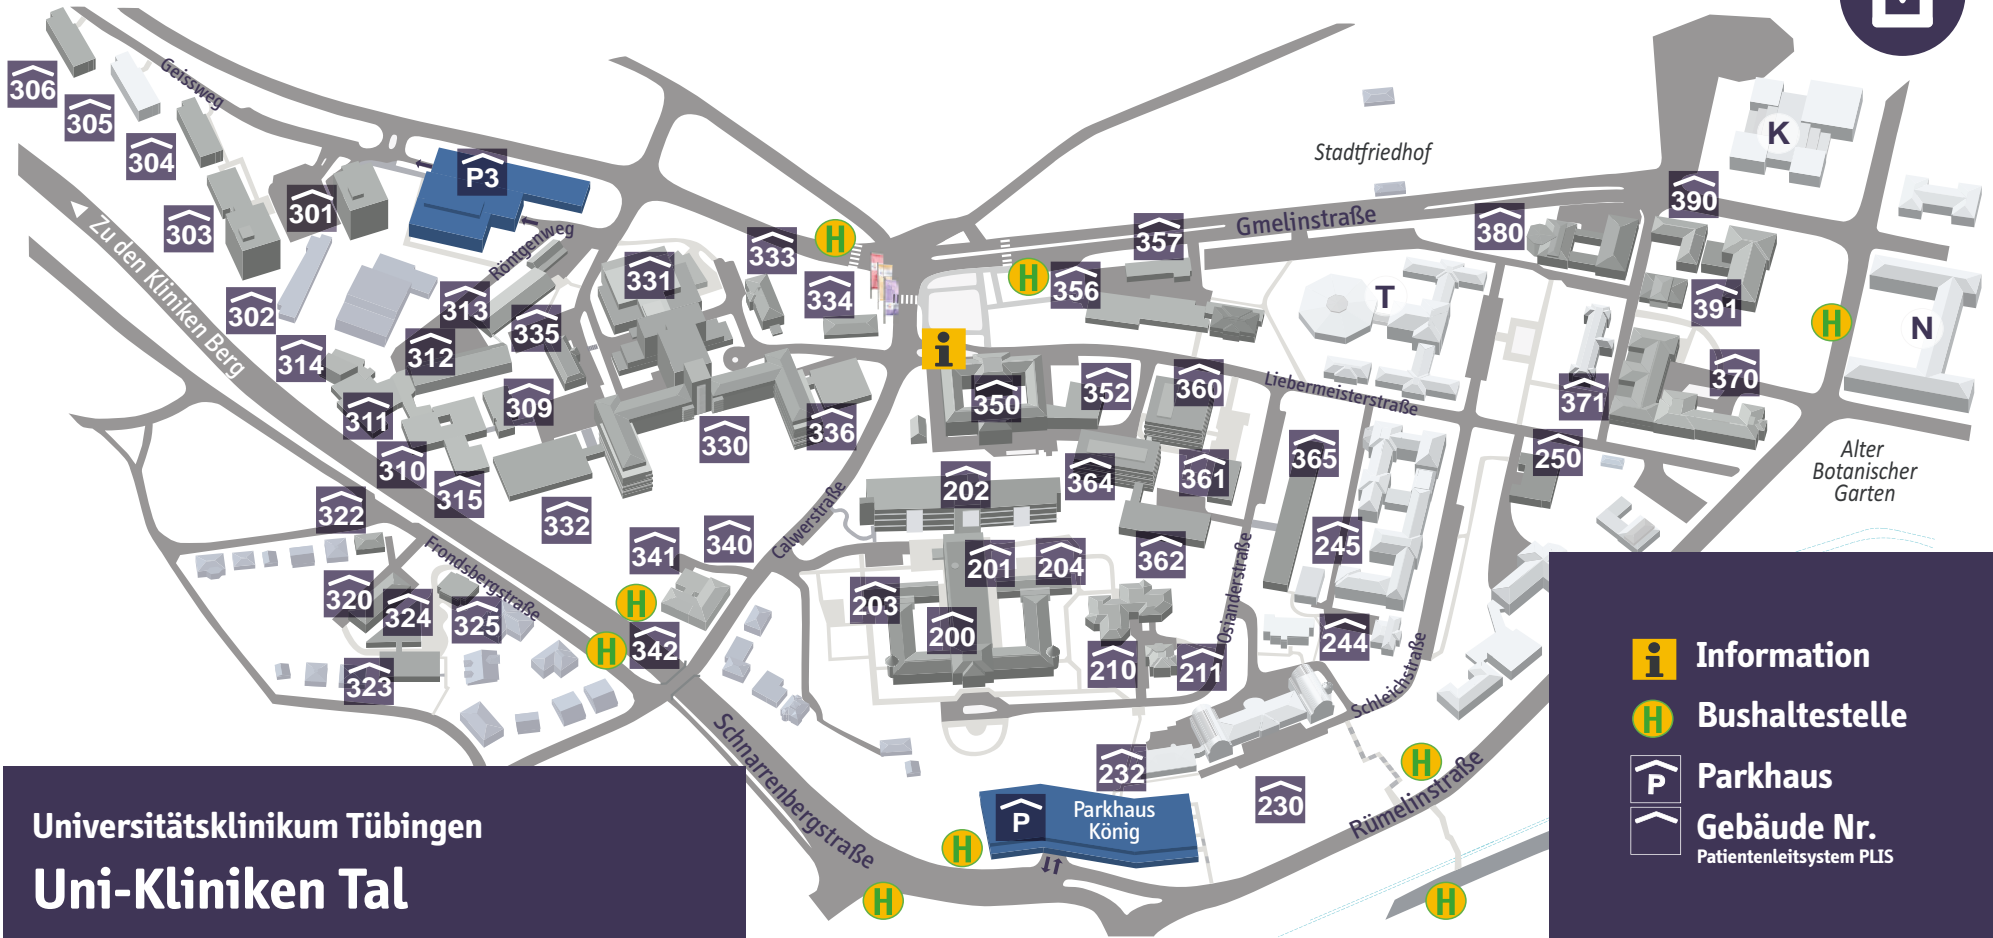 306
305
304
303
301
302
Geissweg
P3
Röntgenweg
Zu den Kliniken Berg
313
314
312
335
311
309
310
315
331
333
334
330
336
332
H
H
i
356
357
Gmelinstraße
Stadtfriedhof
380
390
K
T
391
N
H
370
371
250
Alter
Botanischer
Garten
350
352
360
Liebermeisterstraße
202
364
361
365
245
362
Calwerstraße
322
320
324
325
323
Frondsbergstraße
341
340
H
H
342
203
201
204
200
210
211
Osianderstraße
244
Schleichstraße
232
230
Schnarrenbergstraße
P
Parkhaus
König
H
H
H
H
Rümelinstraße
Universitätsklinikum Tübingen
Uni-Kliniken Tal
i Information
H Bushaltestelle
P Parkhaus
Gebäude Nr.
Patientenleitsystem PLIS